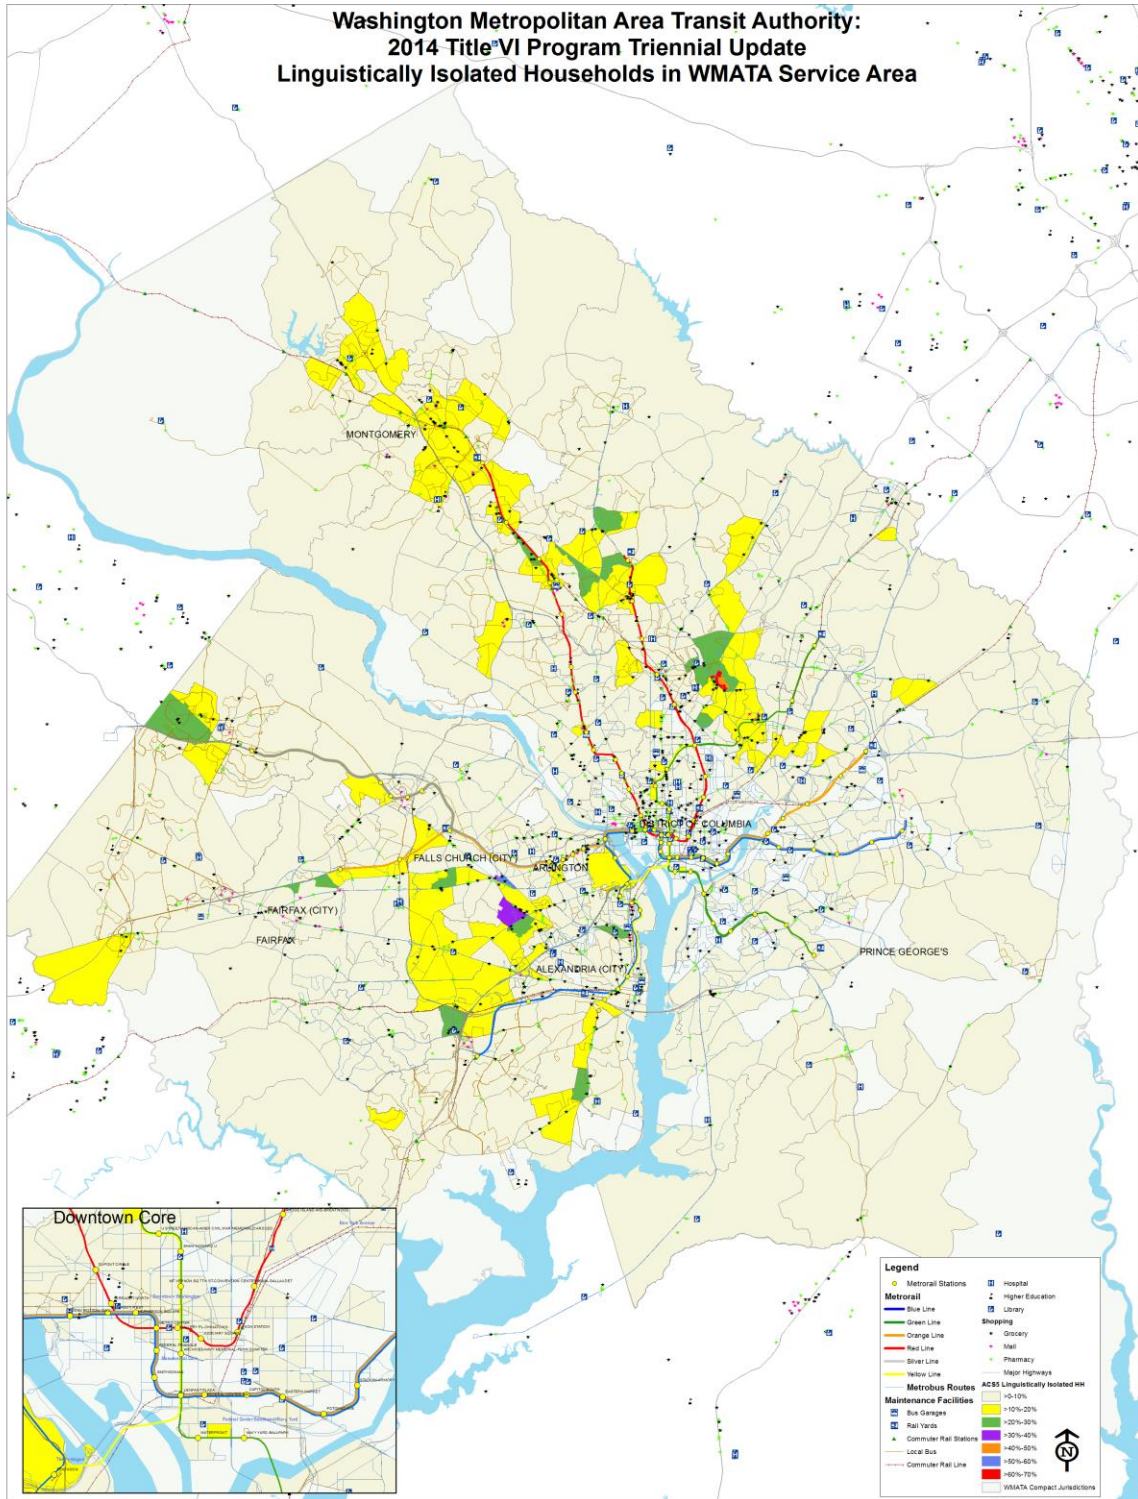 Washington Metropolitan Area Transit Authority:
2014 Title VI Program Triennial Update
Linguistically Isolated Households in WMATA Service Area
MONTGOMERY
DISTRICT OF COLUMBIA
FALLS CHURCH (CITY)
ARLINGTON
FAIRFAX (CITY)
FAIRFAX
ALEXANDRIA (CITY)
PRINCE GEORGE'S
Downtown Core
WATERFRONT
Legend
Metrorail Stations
Metrorail
Blue Line
Green Line
Orange Line
Red Line
Silver Line
Yellow Line
Metrobus Routes
Maintenance Facilities
Bus Garages
Rail Yards
Commuter Rail Stations
Local Bus
Commuter Rail Line
Hospital
Higher Education
Library
Shopping
Grocery
Mall
Pharmacy
Major Highways
ACS5 Linguistically Isolated HH
>0-10%
>10%-20%
>20%-30%
>30%-40%
>40%-50%
>50%-60%
>60%-70%
WMATA Compact Jurisdictions
N